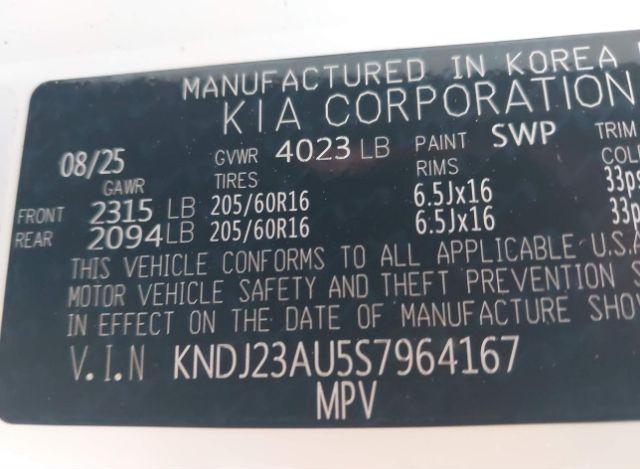 MANUFACTURED IN KOREA
KIA CORPORATION
08/25 GVWR 4023 LB PAINT SWP TRIM
GAWR TIRES RIMS
FRONT 2315 LB 205/60R16 6.5Jx16 33
REAR 2094 LB 205/60R16 6.5Jx16 33
THIS VEHICLE CONFORMS TO ALL APPLICABLE U.S.
MOTOR VEHICLE SAFETY AND THEFT PREVENTION
IN EFFECT ON THE DATE OF MANUFACTURE
V.I.N KNDJ23AU5S7964167
MPV